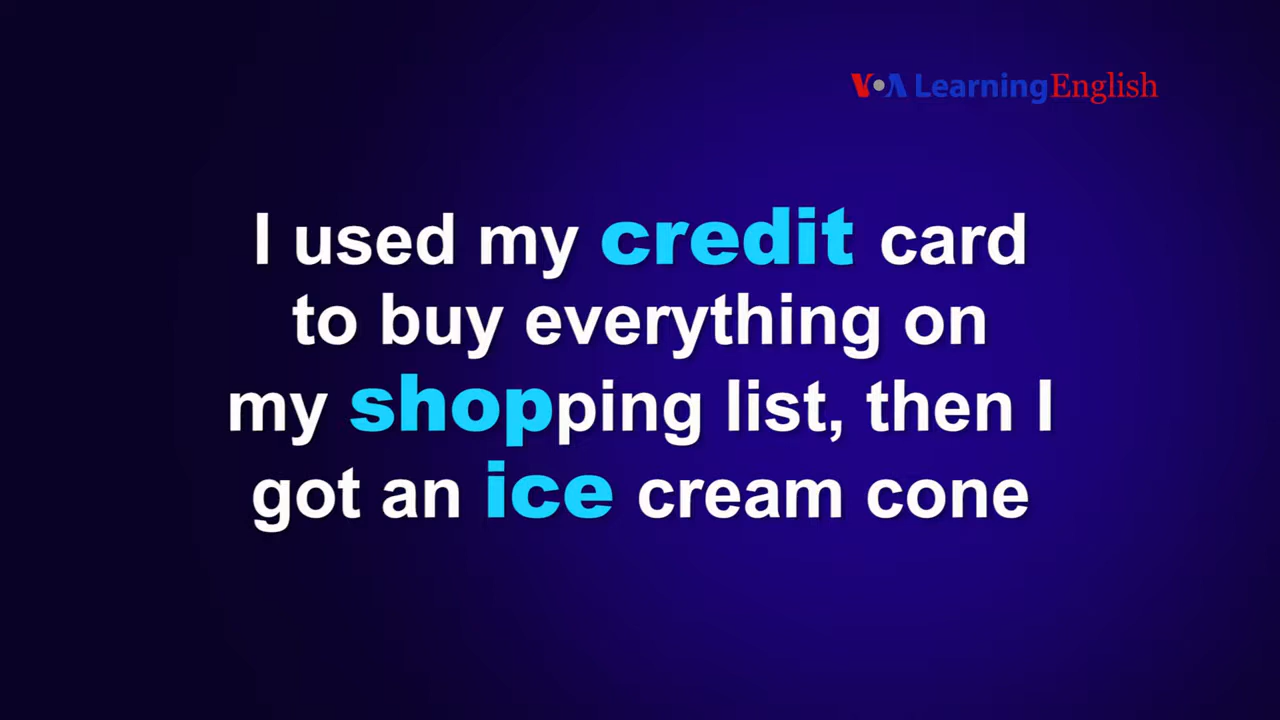 VOA LearningEnglish
I used my credit card
to buy everything on
my shopping list, then I
got an ice cream cone